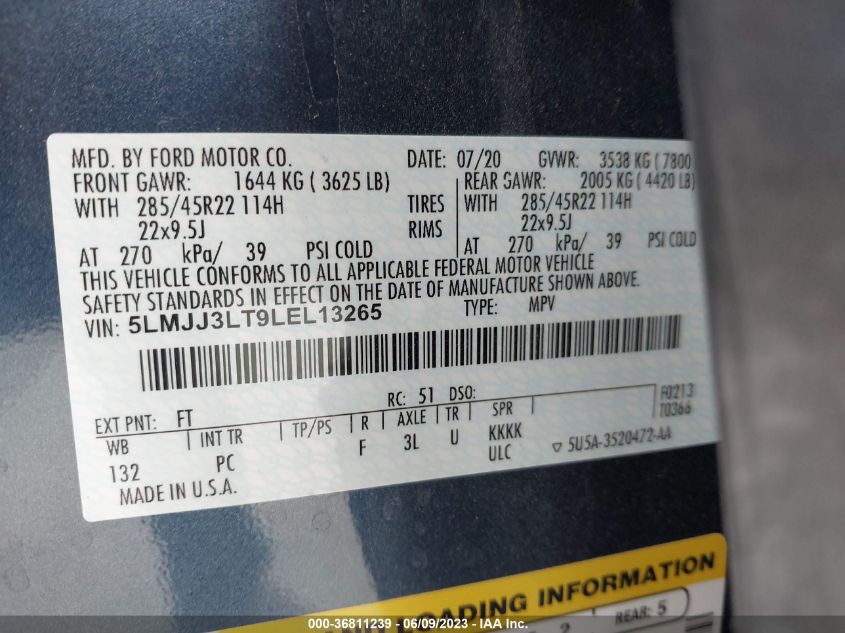 MFD. BY FORD MOTOR CO. DATE: 07/20 GVWR: 3538 KG ( 7800
FRONT GAWR: 1644 KG ( 3625 LB) REAR GAWR: 2005 KG ( 4420 LB)
WITH 285/45R22 114H TIRES WITH 285/45R22 114H
22x9.5J RIMS 22x9.5J
AT 270 kPa/ 39 PSI COLD AT 270 kPa/ 39 PSI COLD
THIS VEHICLE CONFORMS TO ALL APPLICABLE FEDERAL MOTOR VEHICLE
SAFETY STANDARDS IN EFFECT ON THE DATE OF MANUFACTURE SHOWN ABOVE.
VIN: 5LMJJ3LT9LEL13265 TYPE: MPV
EXT PNT: FT RC: 51 DSO: F0213
T0366
WB INT TR TP/PS R AXLE TR SPR
132 PC F 3L U KKKK
ULC 5U5A-3520472-AA
MADE IN U.S.A.
AND LOADING INFORMATION
2 REAR: 5
000-36811239 - 06/09/2023 - IAA Inc.